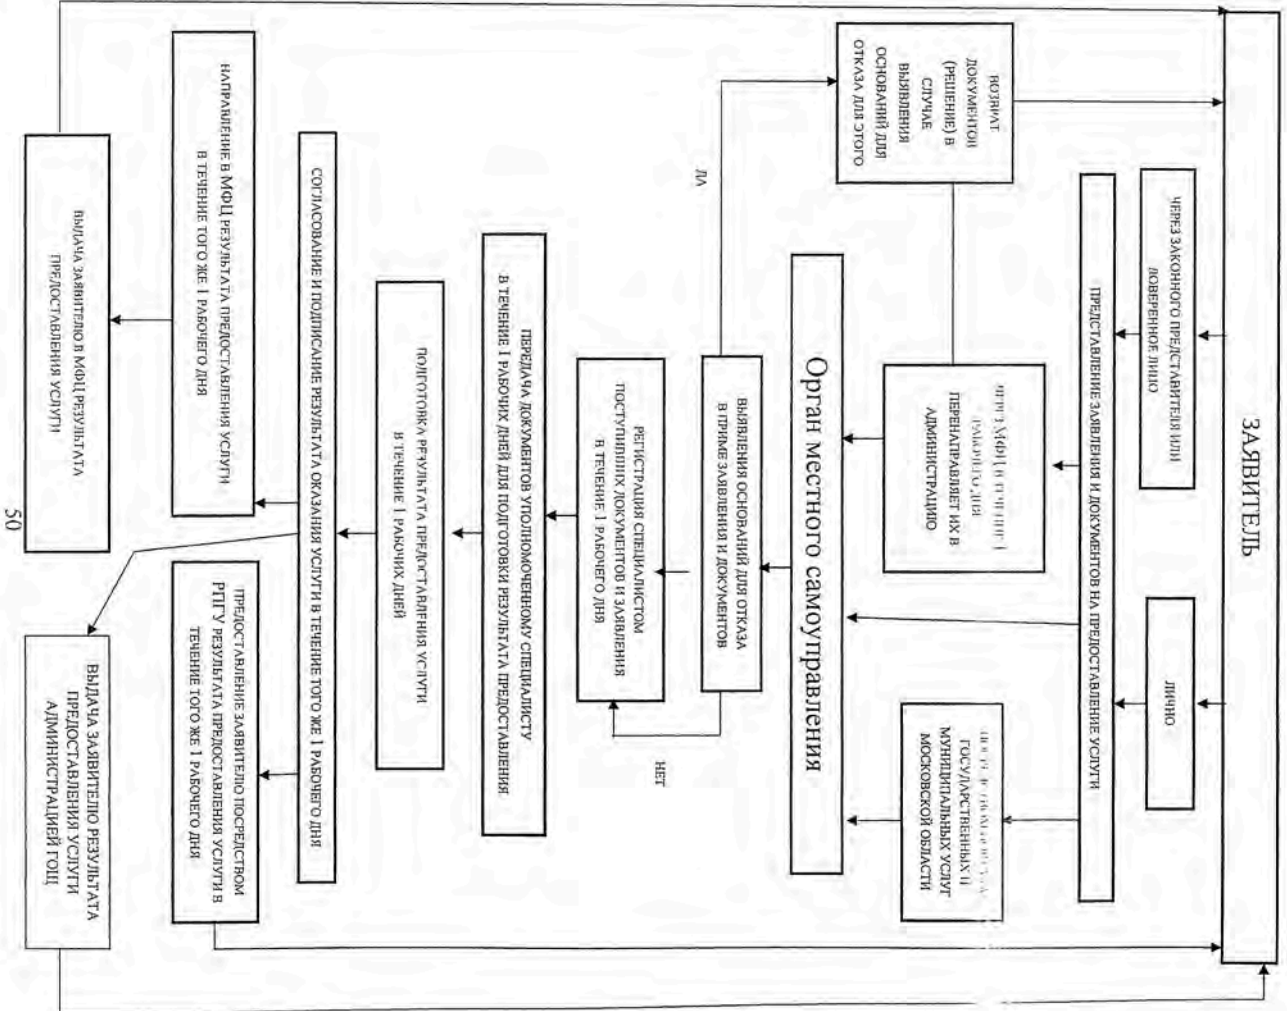 ЗАЯВИТЕЛЬ
ЧЕРЕЗ ЗАКОННОГО ПРЕДСТАВИТЕЛЯ ИЛИ
ДОВЕРЕННОЕ ЛИЦО
ЛИЧНО
ПРЕДСТАВЛЕНИЕ ЗАЯВЛЕНИЯ И ДОКУМЕНТОВ НА ПРЕДОСТАВЛЕНИЕ УСЛУГИ
ВОЗВРАТ
ДОКУМЕНТОВ
(РЕШЕНИЕ) В
СЛУЧАЕ
ВЫЯВЛЕНИЯ
ОСНОВАНИЙ ДЛЯ
ОТКАЗА ДЛЯ ЭТОГО
МФЦ В ТЕЧЕНИЕ 1
РАБОЧЕГО ДНЯ
ПЕРЕНАПРАВЛЯЕТ ИХ В
АДМИНИСТРАЦИЮ
ГОСУДАРСТВЕННЫХ И
МУНИЦИПАЛЬНЫХ УСЛУГ
МОСКОВСКОЙ ОБЛАСТИ
Орган местного самоуправления
ДА
ВЫЯВЛЕНИЯ ОСНОВАНИЙ ДЛЯ ОТКАЗА
В ПРИМЕ ЗАЯВЛЕНИЯ И ДОКУМЕНТОВ
НЕТ
РЕГИСТРАЦИЯ СПЕЦИАЛИСТОМ
ПОСТУПИВШИХ ДОКУМЕНТОВ И ЗАЯВЛЕНИЯ
В ТЕЧЕНИЕ 1 РАБОЧЕГО ДНЯ
ПЕРЕДАЧА ДОКУМЕНТОВ УПОЛНОМОЧЕННОМУ СПЕЦИАЛИСТУ
В ТЕЧЕНИЕ 1 РАБОЧИХ ДНЕЙ ДЛЯ ПОДГОТОВКИ РЕЗУЛЬТАТА ПРЕДОСТАВЛЕНИЯ
ПОДГОТОВКА РЕЗУЛЬТАТА ПРЕДОСТАВЛЕНИЯ УСЛУГИ
В ТЕЧЕНИЕ 1 РАБОЧИХ ДНЕЙ
СОГЛАСОВАНИЕ И ПОДПИСАНИЕ РЕЗУЛЬТАТА ОКАЗАНИЯ УСЛУГИ В ТЕЧЕНИЕ ТОГО ЖЕ 1 РАБОЧЕГО ДНЯ
НАПРАВЛЕНИЕ В МФЦ РЕЗУЛЬТАТА ПРЕДОСТАВЛЕНИЯ УСЛУГИ
В ТЕЧЕНИЕ ТОГО ЖЕ 1 РАБОЧЕГО ДНЯ
ПРЕДОСТАВЛЕНИЕ ЗАЯВИТЕЛЮ ПОСРЕДСТВОМ
РПГУ РЕЗУЛЬТАТА ПРЕДОСТАВЛЕНИЯ УСЛУГИ В
ТЕЧЕНИЕ ТОГО ЖЕ 1 РАБОЧЕГО ДНЯ
ВЫДАЧА ЗАЯВИТЕЛЮ В МФЦ РЕЗУЛЬТАТА
ПРЕДОСТАВЛЕНИЯ УСЛУГИ
ВЫДАЧА ЗАЯВИТЕЛЮ РЕЗУЛЬТАТА
ПРЕДОСТАВЛЕНИЯ УСЛУГИ
АДМИНИСТРАЦИЕЙ ГОЩ
50